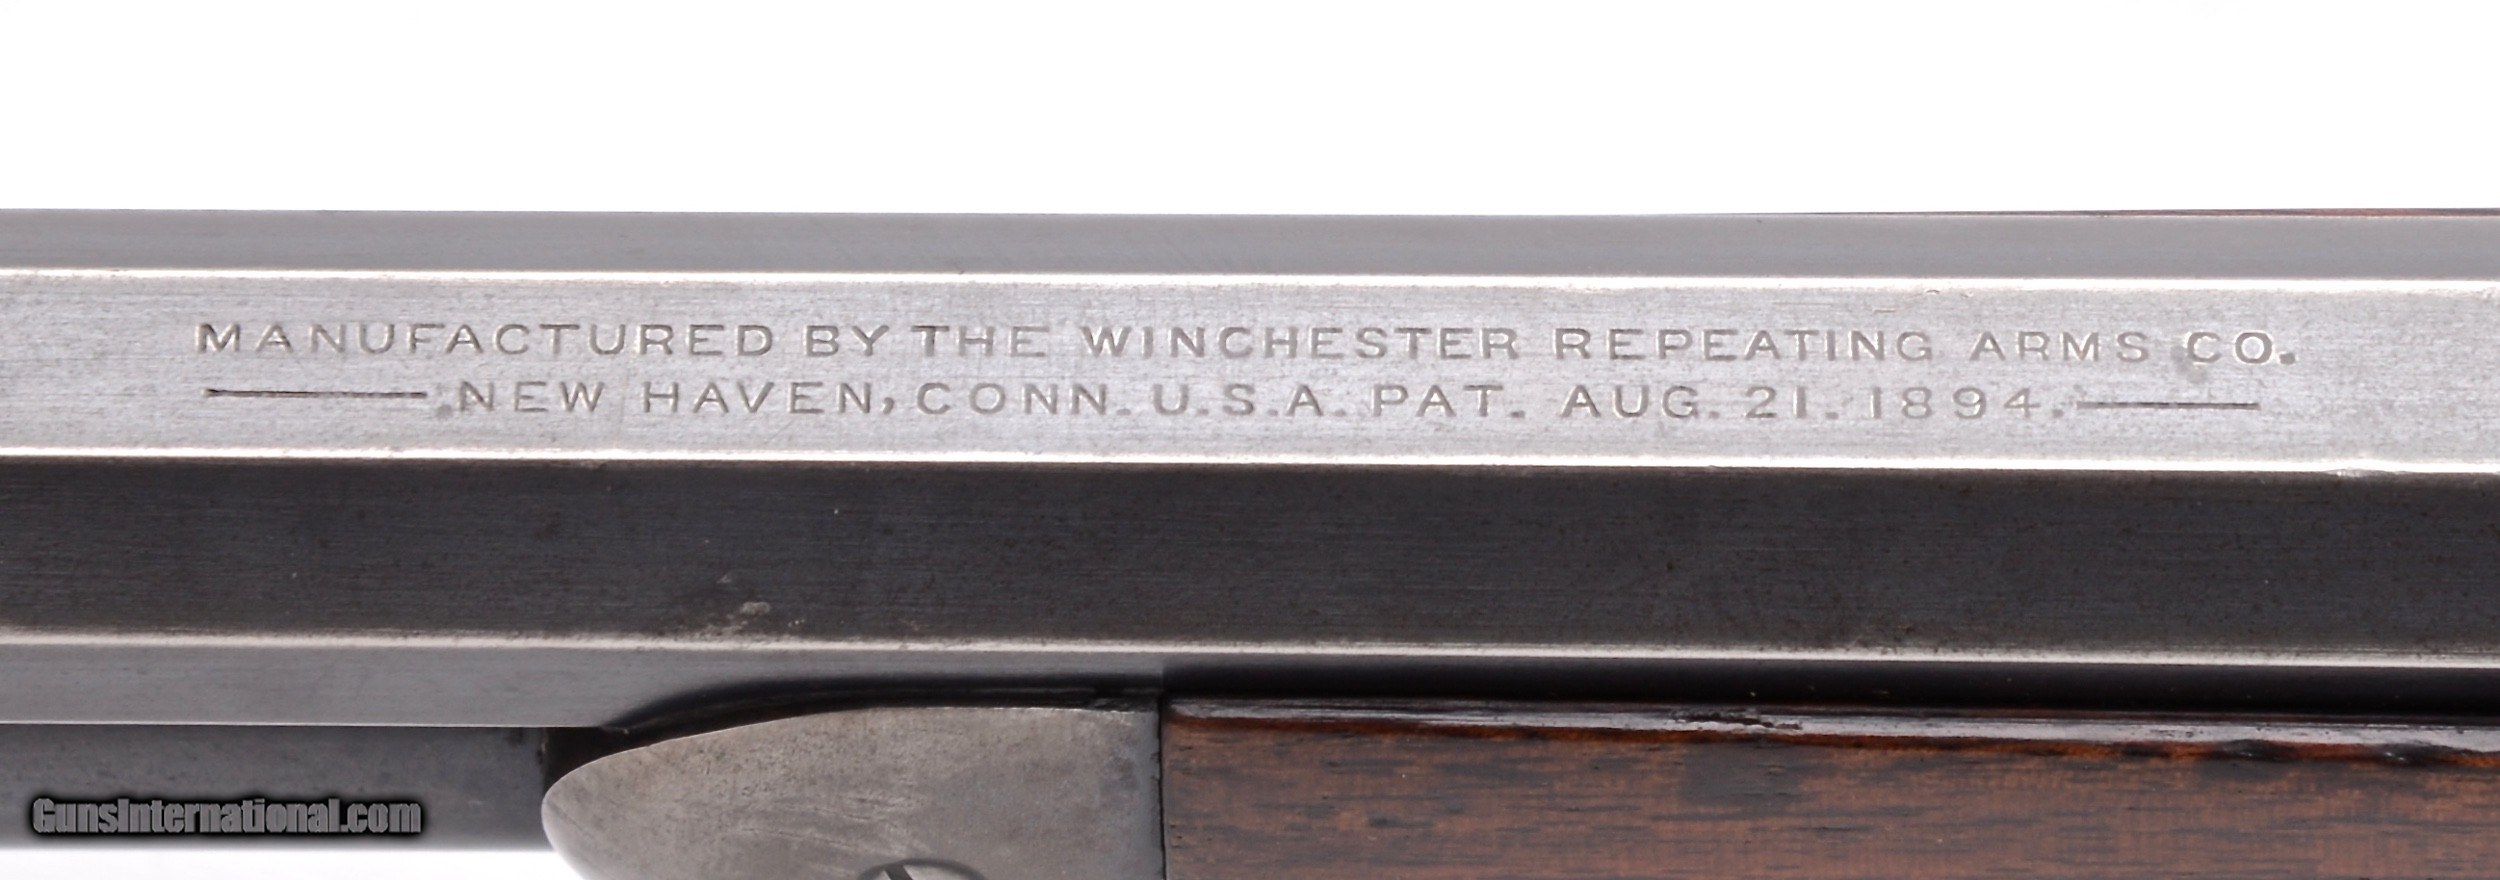 MANUFACTURED BY THE WINCHESTER REPEATING ARMS CO.
NEW HAVEN, CONN. U.S.A. PAT. AUG. 21. 1894.
GunsInternational.com